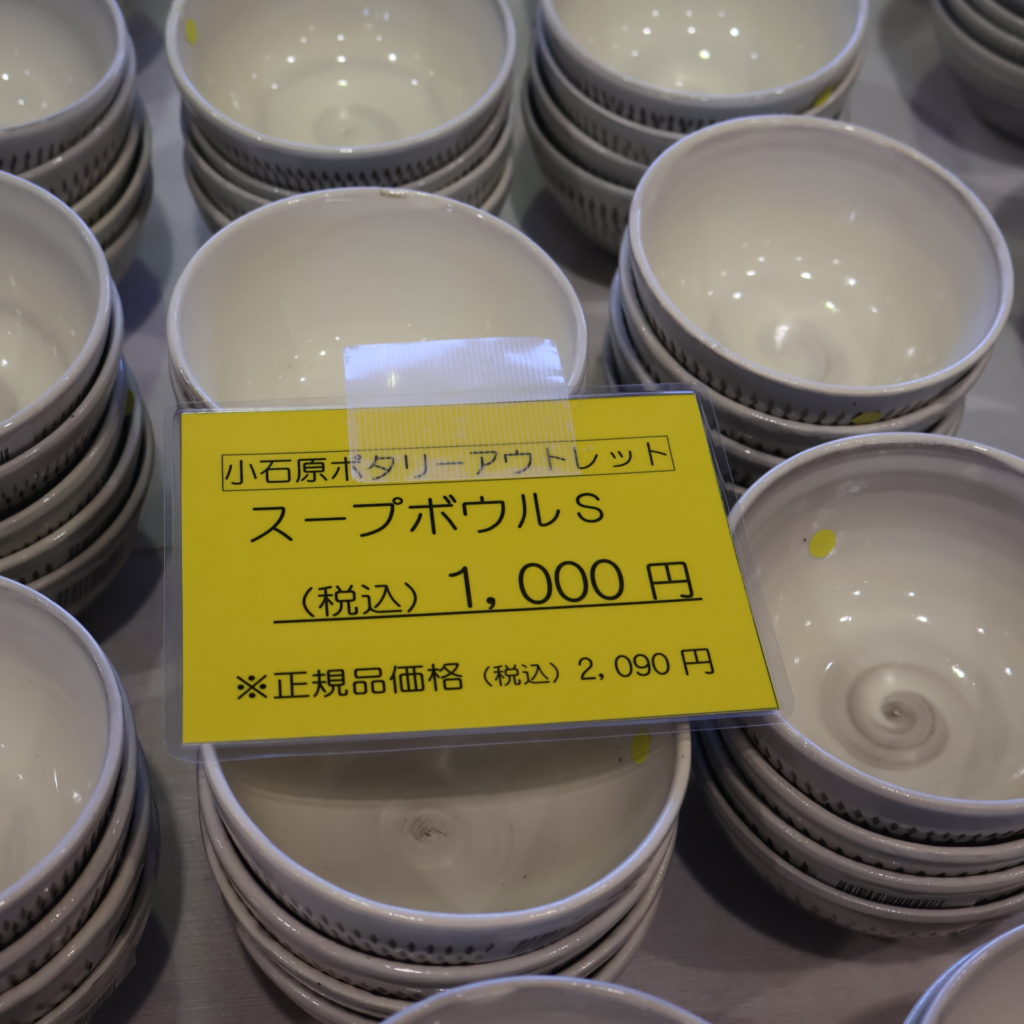 小石原ポタリーアウトレット
スープボウルS
（税込）1,000円
※正規品価格（税込）2,090円